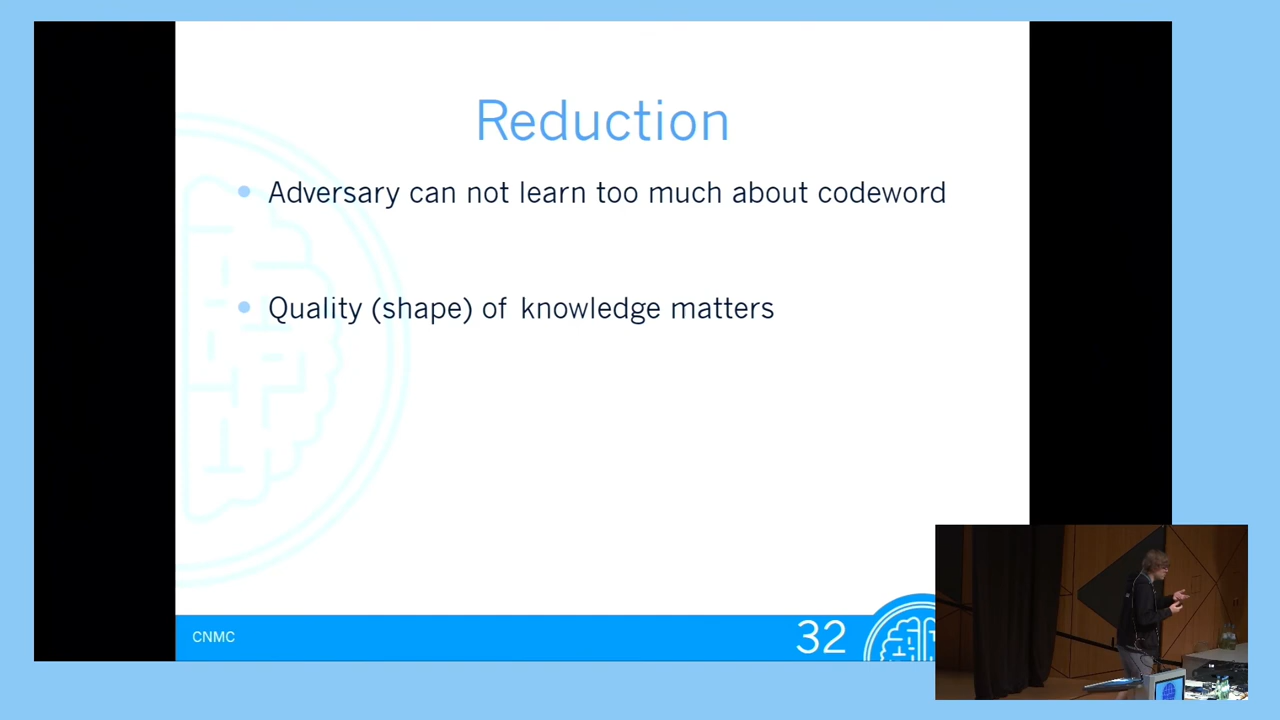 Reduction
Adversary can not learn too much about codeword
Quality (shape) of knowledge matters
CNMC
32